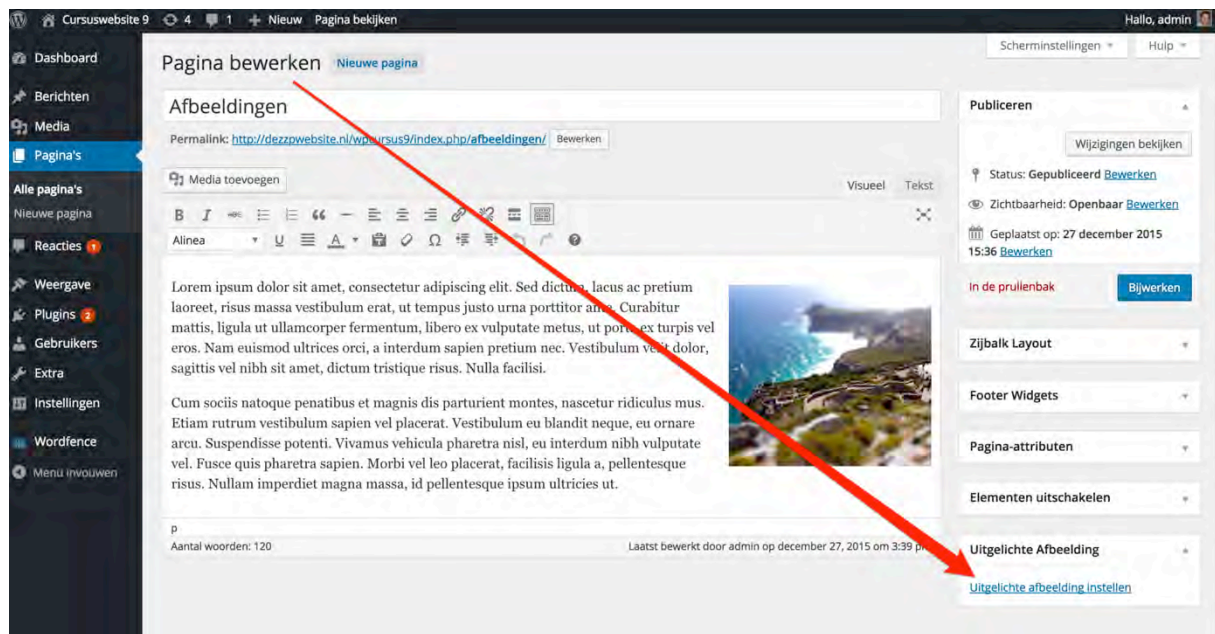 Cursuswebsite 9 4 1 + Nieuw Pagina bekijken Hallo, admin
Dashboard
Berichten
Media
Pagina's
Alle pagina's
Nieuwe pagina
Reacties 1
Weergave
Plugins 2
Gebruikers
Extra
Instellingen
Wordfence
Menu invouwen
Scherminstellingen Hulp
Pagina bewerken Nieuwe pagina
Afbeeldingen
Permalink: http://dezzpwebsite.nl/wpcursus9/index.php/afbeeldingen/ Bewerken
Media toevoegen Visueel Tekst
Alinea
Lorem ipsum dolor sit amet, consectetur adipiscing elit. Sed dictum, lacus ac pretium
laoreet, risus massa vestibulum erat, ut tempus justo urna porttitor ante. Curabitur
mattis, ligula ut ullamcorper fermentum, libero ex vulputate metus, ut porta ex turpis vel
eros. Nam euismod ultrices orci, a interdum sapien pretium nec. Vestibulum velit dolor,
sagittis vel nibh sit amet, dictum tristique risus. Nulla facilisi.
Cum sociis natoque penatibus et magnis dis parturient montes, nascetur ridiculus mus.
Etiam rutrum vestibulum sapien vel placerat. Vestibulum eu blandit neque, eu ornare
arcu. Suspendisse potenti. Vivamus vehicula pharetra nisl, eu interdum nibh vulputate
vel. Fusce quis pharetra sapien. Morbi vel leo placerat, facilisis ligula a, pellentesque
risus. Nullam imperdiet magna massa, id pellentesque ipsum ultricies ut.
p
Aantal woorden: 120 Laatst bewerkt door admin op december 27, 2015 om 3:39
Publiceren
Wijzigingen bekijken
Status: Gepubliceerd Bewerken
Zichtbaarheid: Openbaar Bewerken
Geplaatst op: 27 december 2015
15:36 Bewerken
In de prullenbak Bijwerken
Zijbalk Layout
Footer Widgets
Pagina-attributen
Elementen uitschakelen
Uitgelichte Afbeelding
Uitgelichte afbeelding instellen